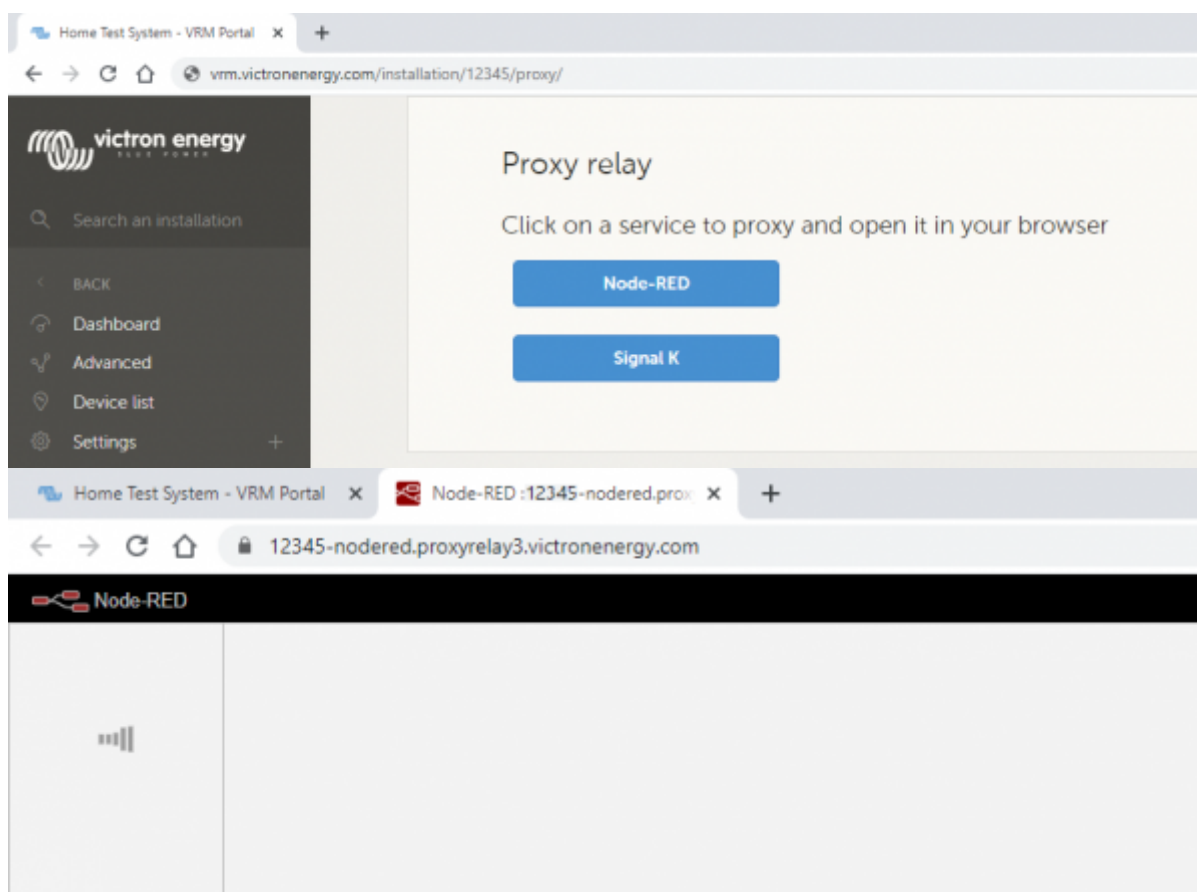 Home Test System - VRM Portal
vrm.victronenergy.com/installation/12345/proxy/
victron energy
BLUE POWER
Search an installation
BACK
Dashboard
Advanced
Device list
Settings
Proxy relay
Click on a service to proxy and open it in your browser
Node-RED
Signal K
Home Test System - VRM Portal
Node-RED :12345-nodered.prox
12345-nodered.proxyrelay3.victronenergy.com
Node-RED